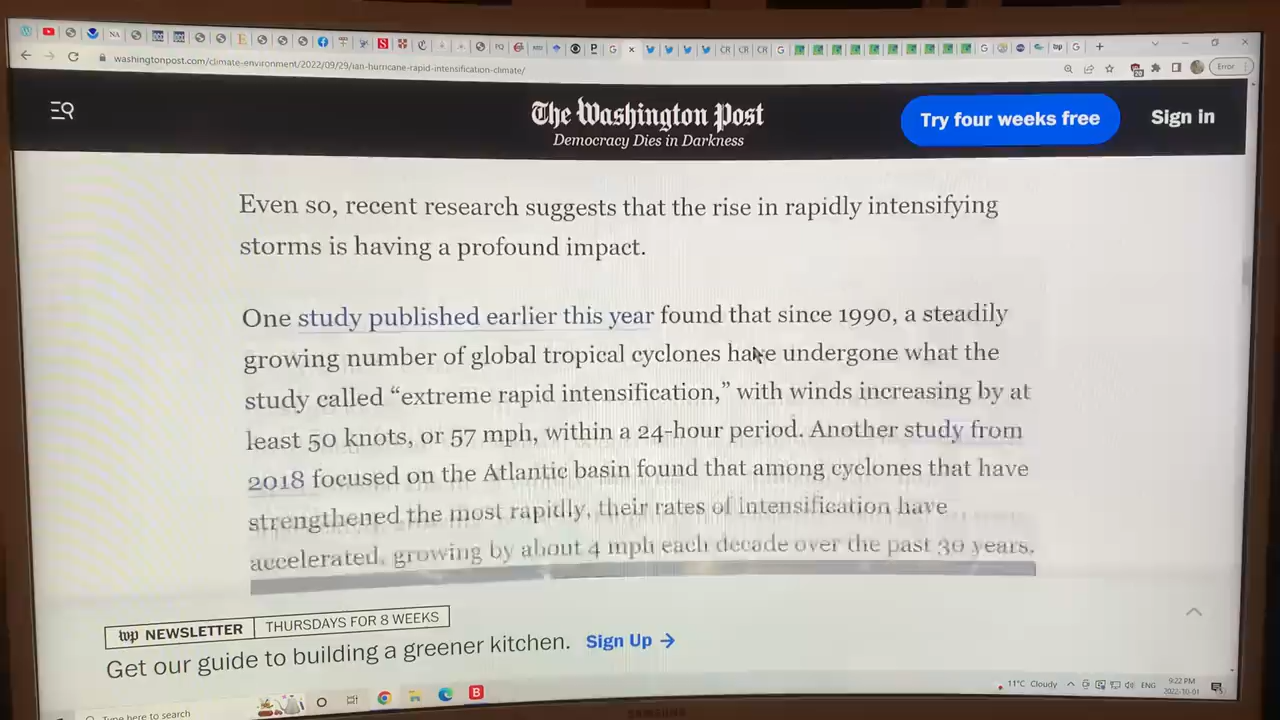 washingtonpost.com/climate-environment/2022/09/29/ian-hurricane-rapid-intensification-climate/
Error
The Washington Post
Democracy Dies in Darkness
Try four weeks free
Sign in
Even so, recent research suggests that the rise in rapidly intensifying
storms is having a profound impact.
One study published earlier this year found that since 1990, a steadily
growing number of global tropical cyclones have undergone what the
study called “extreme rapid intensification,” with winds increasing by at
least 50 knots, or 57 mph, within a 24-hour period. Another study from
2018 focused on the Atlantic basin found that among cyclones that have
strengthened the most rapidly, their rates of intensification have
accelerated, growing by about 4 mph each decade over the past 30 years.
wp NEWSLETTER THURSDAYS FOR 8 WEEKS
Get our guide to building a greener kitchen. Sign Up →
Type here to search
11°C Cloudy
ENG
9:22 PM
2022-10-01
SAMSUNG